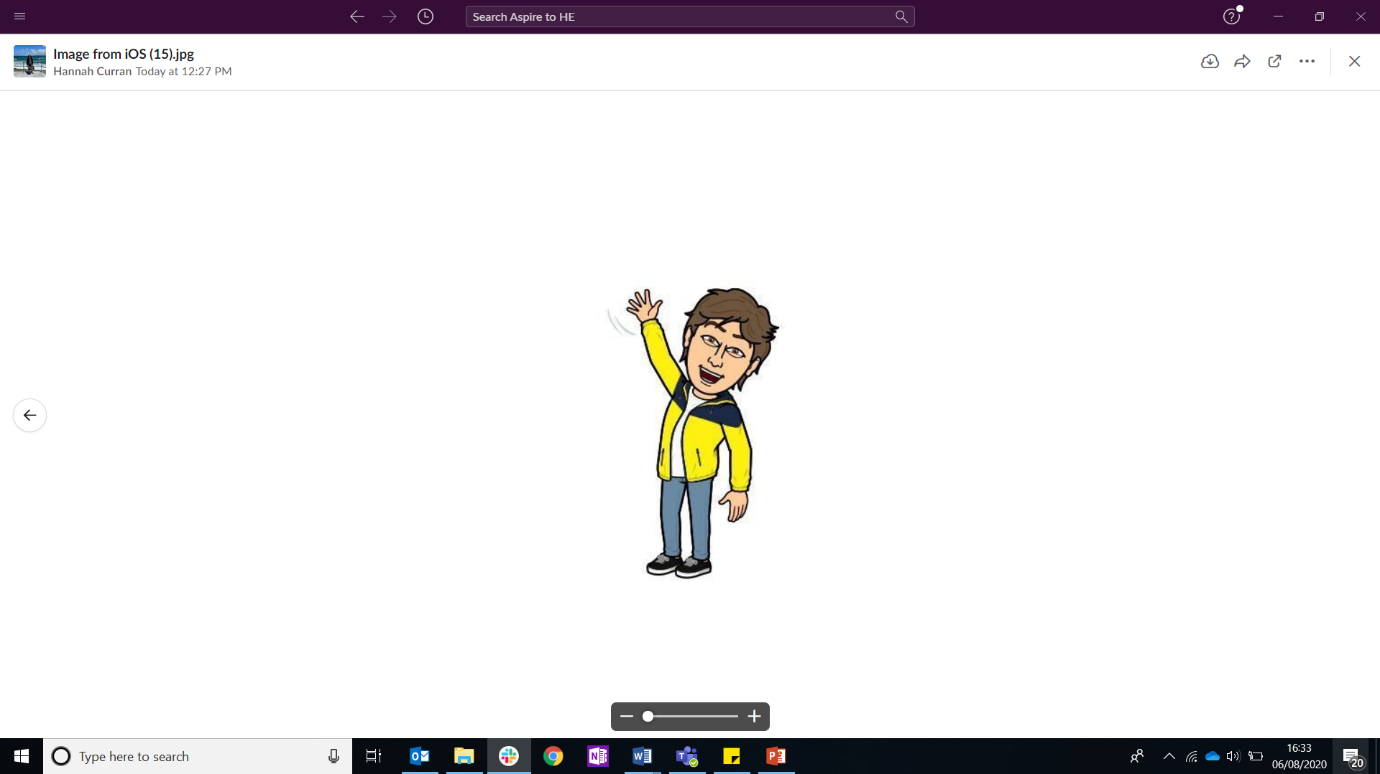 Search Aspire to HE
Image from iOS (15).jpg
Hannah Curran Today at 12:27 PM
Type here to search
16:33
06/08/2020
20